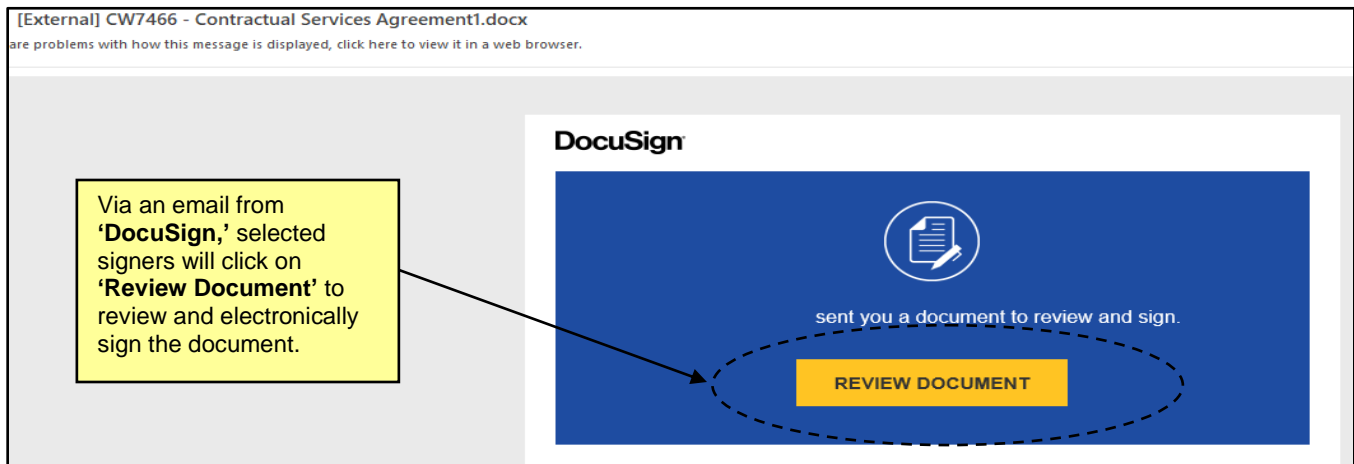 [External] CW7466 - Contractual Services Agreement1.docx
are problems with how this message is displayed, click here to view it in a web browser.
DocuSign
Via an email from
‘DocuSign,’ selected
signers will click on
‘Review Document’ to
review and electronically
sign the document.
sent you a document to review and sign.
REVIEW DOCUMENT